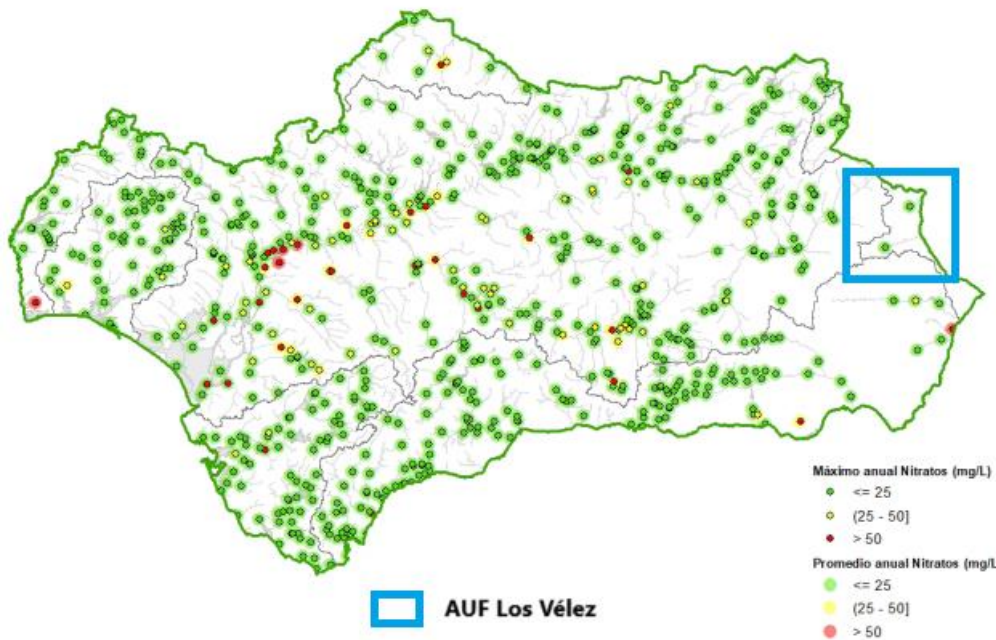 Máximo anual Nitratos (mg/L)
<= 25
(25 - 50]
> 50
Promedio anual Nitratos (mg/L
<= 25
(25 - 50]
> 50
AUF Los Vélez